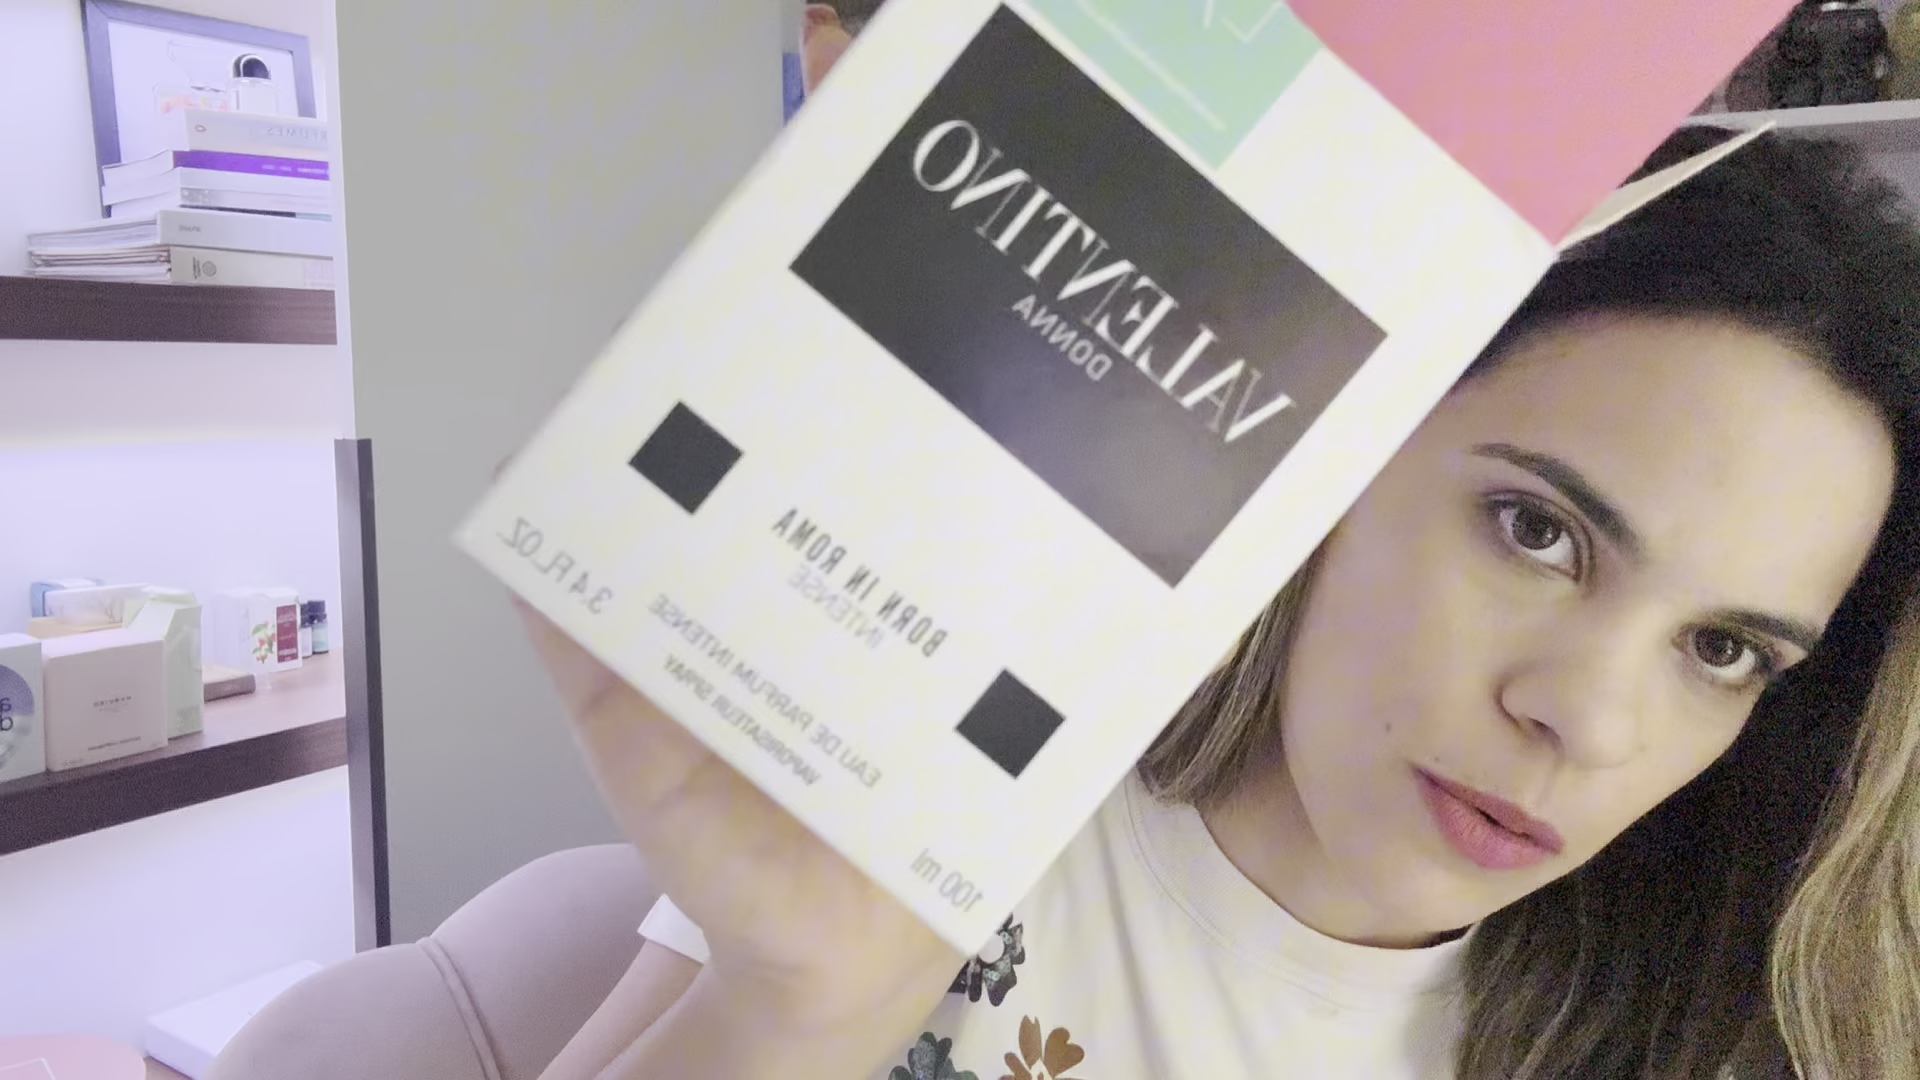 VALENTINO
DONNA
BORN IN ROMA
INTENSE
EAU DE PARFUM INTENSE
VAPORISATEUR SPRAY
100 ml
3.4 FL.OZ.